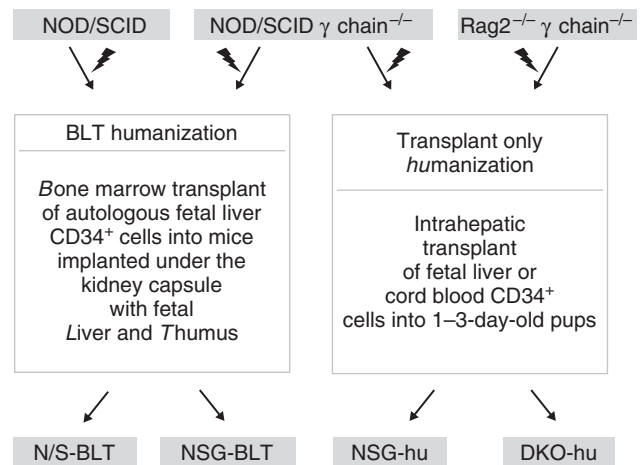 NOD/SCID
NOD/SCID γ chain⁻/⁻
Rag2⁻/⁻ γ chain⁻/⁻
BLT humanization
Bone marrow transplant
of autologous fetal liver
CD34⁺ cells into mice
implanted under the
kidney capsule
with fetal
Liver and Thumus
Transplant only
humanization
Intrahepatic
transplant
of fetal liver or
cord blood CD34⁺
cells into 1–3-day-old pups
N/S-BLT
NSG-BLT
NSG-hu
DKO-hu